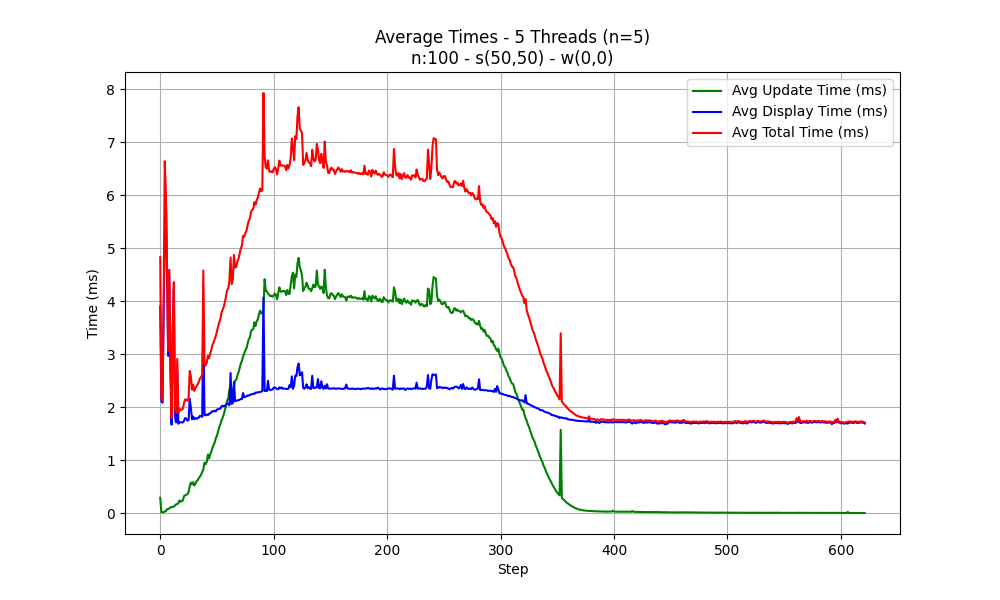 Average Times - 5 Threads (n=5)
n:100 - s(50,50) - w(0,0)
Avg Update Time (ms)
Avg Display Time (ms)
Avg Total Time (ms)
Time (ms)
8
7
6
5
4
3
2
1
0
0 100 200 300 400 500 600
Step